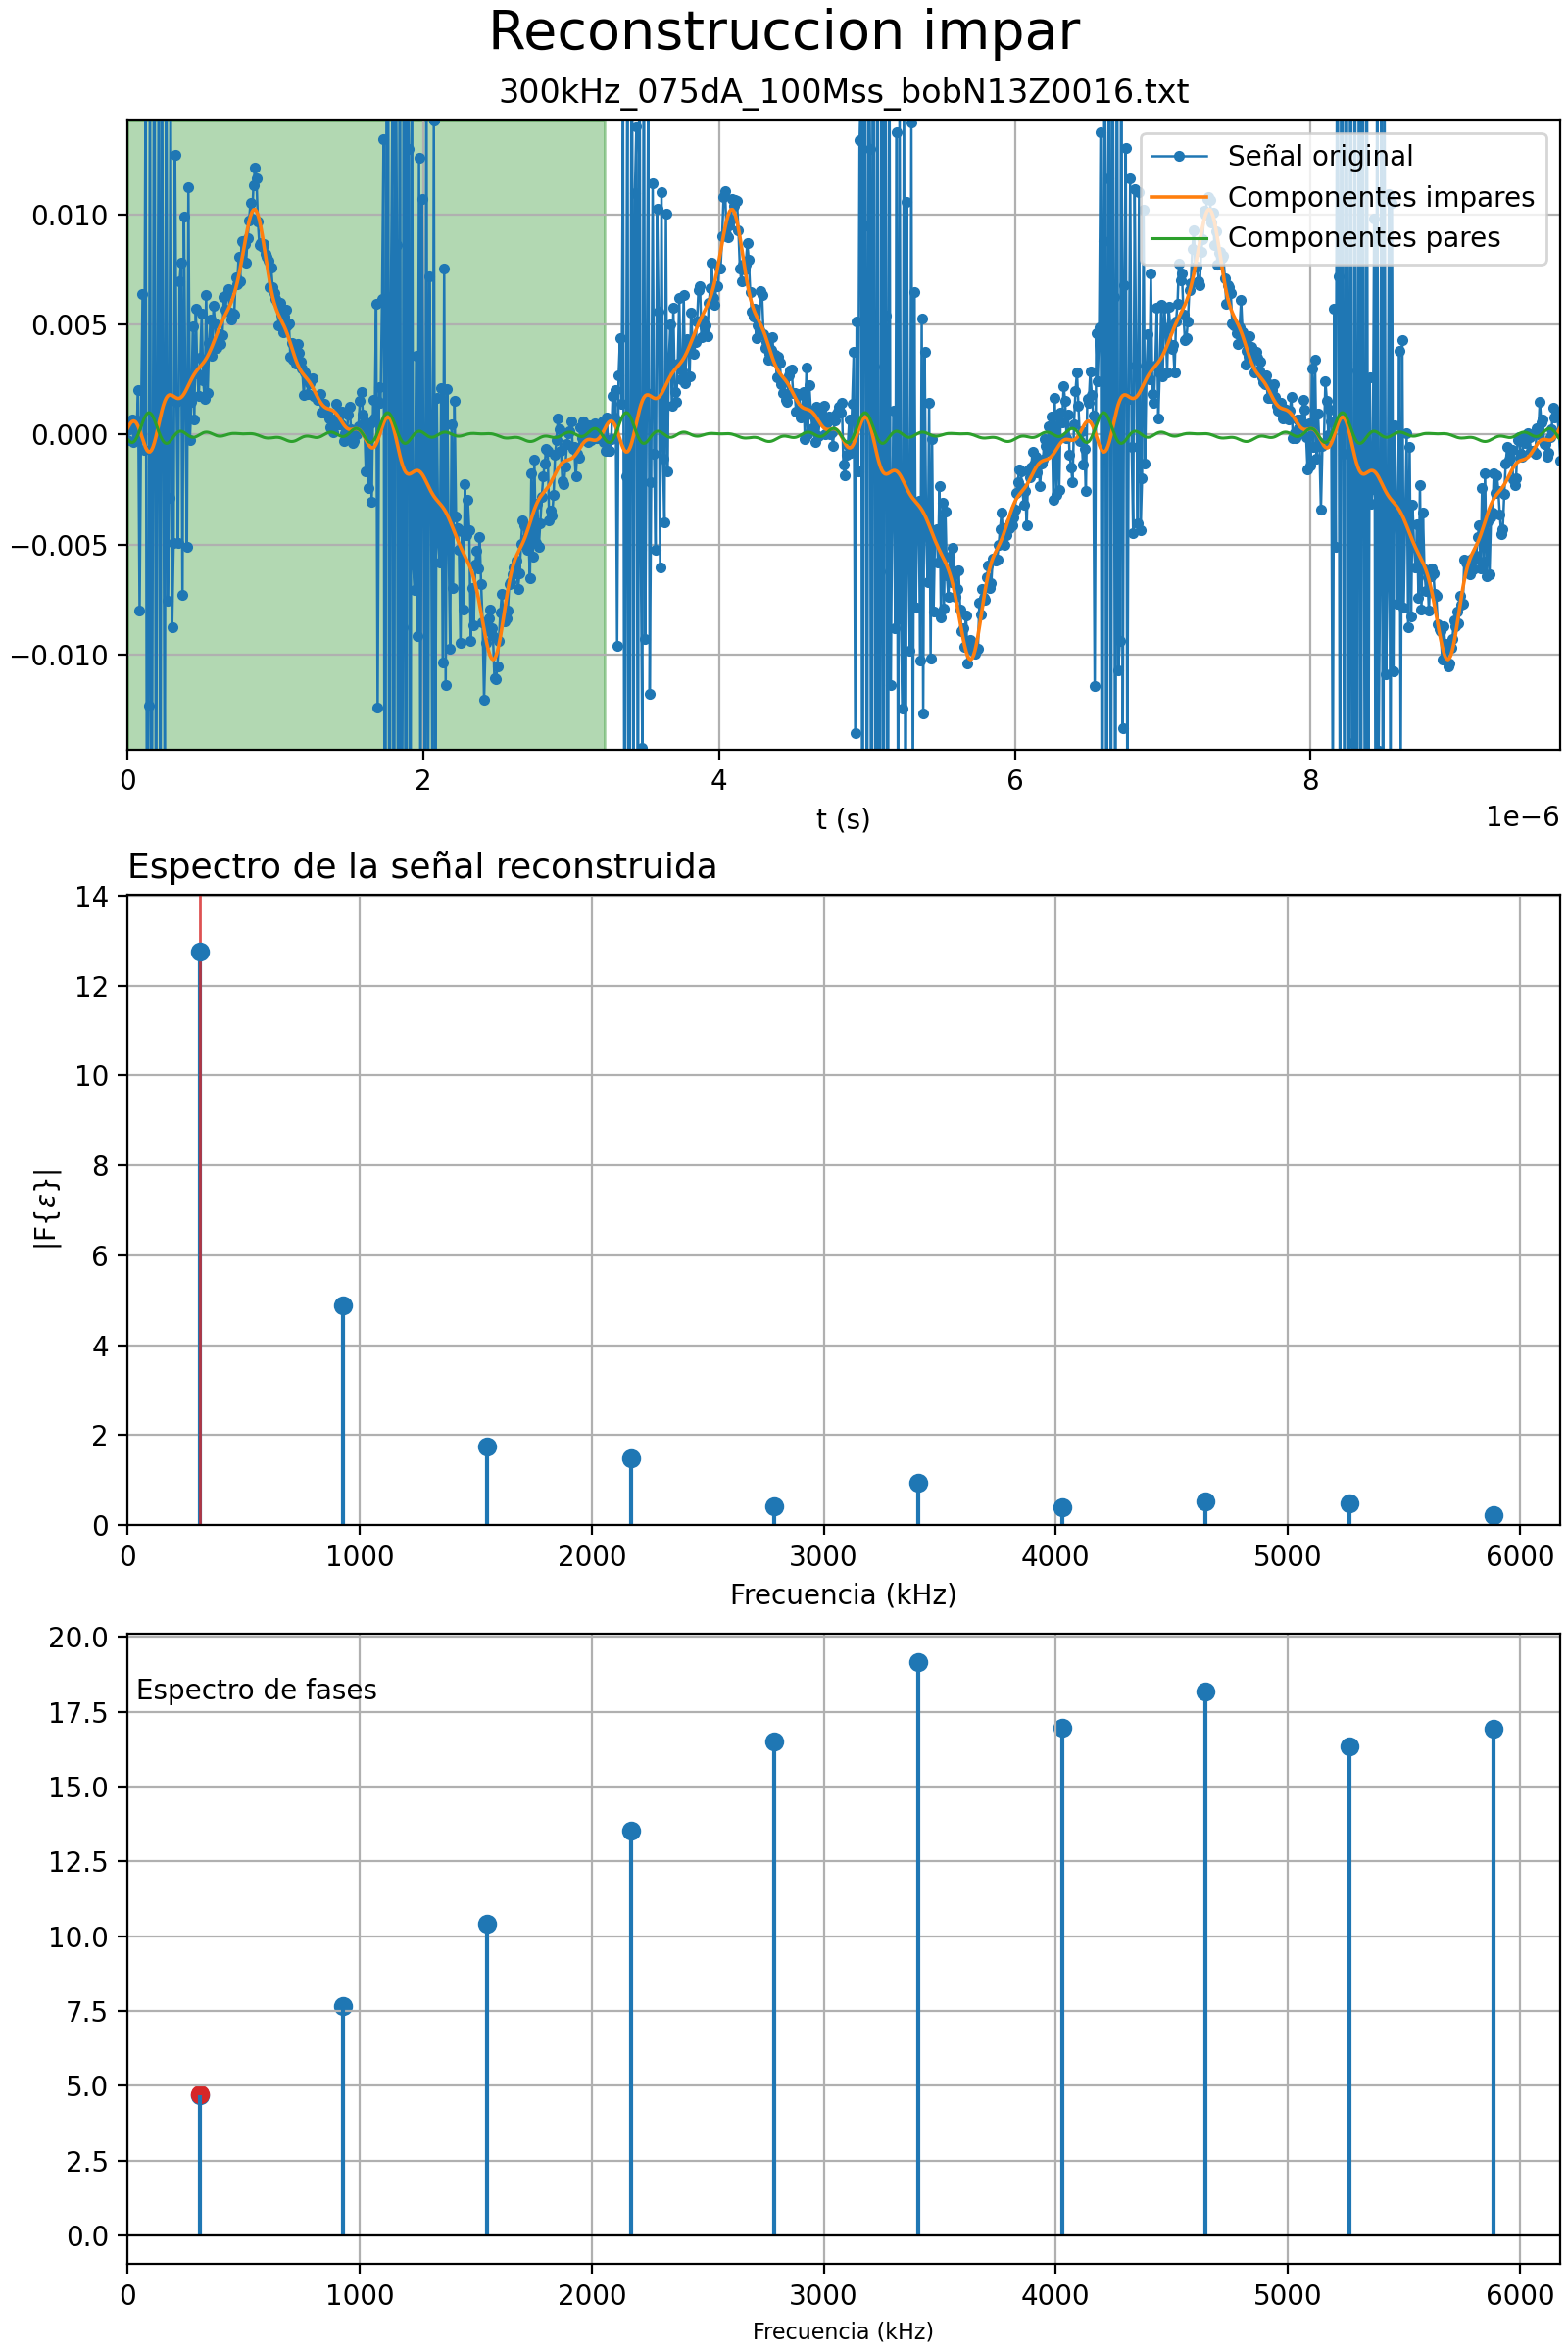 Reconstruccion impar
300kHz_075dA_100Mss_bobN13Z0016.txt
Señal original
Componentes impares
Componentes pares
0.010
0.005
0.000
−0.005
−0.010
0 2 4 6 8
t (s)
1e−6
Espectro de la señal reconstruida
14
12
10
8
6
4
2
0
|F{ε}|
0 1000 2000 3000 4000 5000 6000
Frecuencia (kHz)
Espectro de fases
20.0
17.5
15.0
12.5
10.0
7.5
5.0
2.5
0.0
0 1000 2000 3000 4000 5000 6000
Frecuencia (kHz)